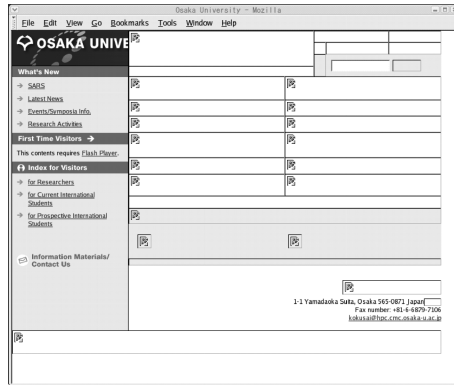 Osaka University - Mozilla
File Edit View Go Bookmarks Tools Window Help
OSAKA UNIVE
What's New
SARS
Latest News
Events/Symposia Info.
Research Activities
First Time Visitors
This contents requires Flash Player.
Index for Visitors
for Researchers
for Current International
Students
for Prospective International
Students
Information Materials/
Contact Us
1-1 Yamadaoka Suita, Osaka 565-0871 Japan
Fax number: +81-6-6879-7106
kokusai@hpc.cmc.osaka-u.ac.jp